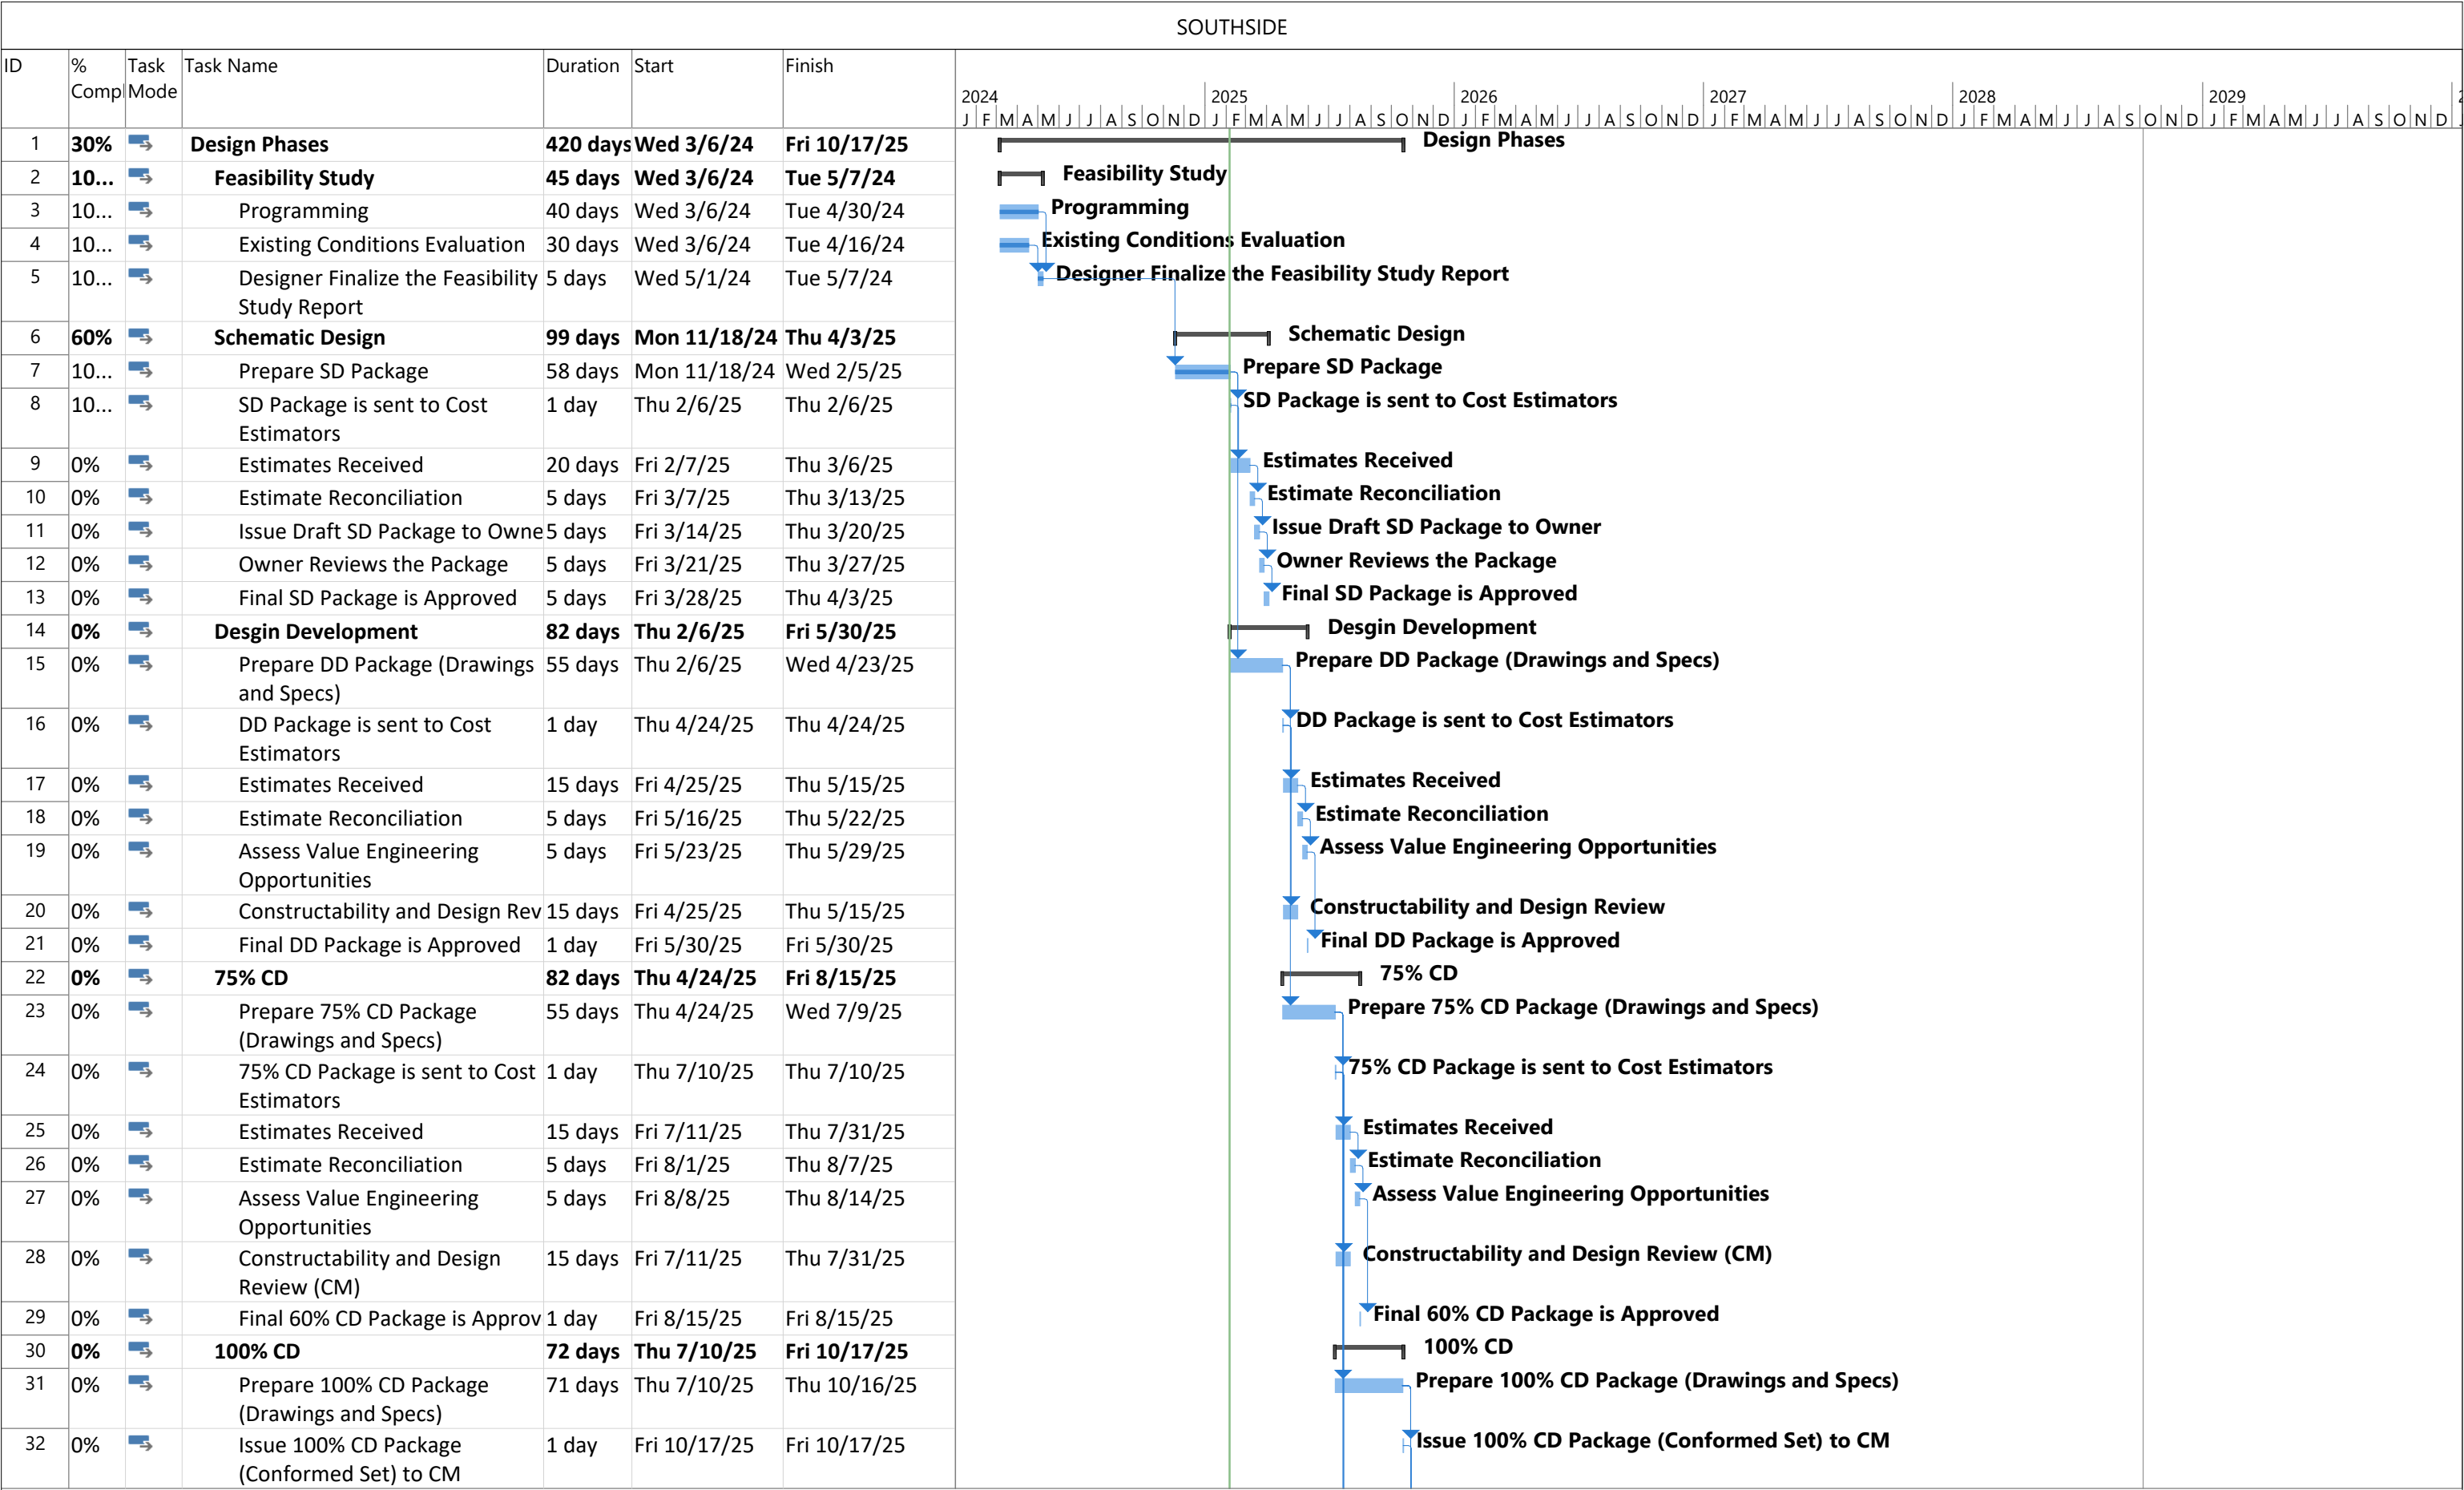 SOUTHSIDE
ID % Comp Task Mode Task Name Duration Start Finish
2024 2025 2026 2027 2028 2029
J F M A M J J A S O N D J F M A M J J A S O N D J F M A M J J A S O N D J F M A M J J A S O N D J F M A M J J A S O N D J F M A M J J A S O N D
1 30% Design Phases 420 days Wed 3/6/24 Fri 10/17/25 Design Phases
2 10... Feasibility Study 45 days Wed 3/6/24 Tue 5/7/24 Feasibility Study
3 10... Programming 40 days Wed 3/6/24 Tue 4/30/24 Programming
4 10... Existing Conditions Evaluation 30 days Wed 3/6/24 Tue 4/16/24 Existing Conditions Evaluation
5 10... Designer Finalize the Feasibility 5 days Wed 5/1/24 Tue 5/7/24 Designer Finalize the Feasibility Study Report
Study Report
6 60% Schematic Design 99 days Mon 11/18/24 Thu 4/3/25 Schematic Design
7 10... Prepare SD Package 58 days Mon 11/18/24 Wed 2/5/25 Prepare SD Package
8 10... SD Package is sent to Cost 1 day Thu 2/6/25 Thu 2/6/25 SD Package is sent to Cost Estimators
Estimators
9 0% Estimates Received 20 days Fri 2/7/25 Thu 3/6/25 Estimates Received
10 0% Estimate Reconciliation 5 days Fri 3/7/25 Thu 3/13/25 Estimate Reconciliation
11 0% Issue Draft SD Package to Owne 5 days Fri 3/14/25 Thu 3/20/25 Issue Draft SD Package to Owner
12 0% Owner Reviews the Package 5 days Fri 3/21/25 Thu 3/27/25 Owner Reviews the Package
13 0% Final SD Package is Approved 5 days Fri 3/28/25 Thu 4/3/25 Final SD Package is Approved
14 0% Desgin Development 82 days Thu 2/6/25 Fri 5/30/25 Desgin Development
15 0% Prepare DD Package (Drawings 55 days Thu 2/6/25 Wed 4/23/25 Prepare DD Package (Drawings and Specs)
and Specs)
16 0% DD Package is sent to Cost 1 day Thu 4/24/25 Thu 4/24/25 DD Package is sent to Cost Estimators
Estimators
17 0% Estimates Received 15 days Fri 4/25/25 Thu 5/15/25 Estimates Received
18 0% Estimate Reconciliation 5 days Fri 5/16/25 Thu 5/22/25 Estimate Reconciliation
19 0% Assess Value Engineering 5 days Fri 5/23/25 Thu 5/29/25 Assess Value Engineering Opportunities
Opportunities
20 0% Constructability and Design Rev 15 days Fri 4/25/25 Thu 5/15/25 Constructability and Design Review
21 0% Final DD Package is Approved 1 day Fri 5/30/25 Fri 5/30/25 Final DD Package is Approved
22 0% 75% CD 82 days Thu 4/24/25 Fri 8/15/25 75% CD
23 0% Prepare 75% CD Package 55 days Thu 4/24/25 Wed 7/9/25 Prepare 75% CD Package (Drawings and Specs)
(Drawings and Specs)
24 0% 75% CD Package is sent to Cost 1 day Thu 7/10/25 Thu 7/10/25 75% CD Package is sent to Cost Estimators
Estimators
25 0% Estimates Received 15 days Fri 7/11/25 Thu 7/31/25 Estimates Received
26 0% Estimate Reconciliation 5 days Fri 8/1/25 Thu 8/7/25 Estimate Reconciliation
27 0% Assess Value Engineering 5 days Fri 8/8/25 Thu 8/14/25 Assess Value Engineering Opportunities
Opportunities
28 0% Constructability and Design 15 days Fri 7/11/25 Thu 7/31/25 Constructability and Design Review (CM)
Review (CM)
29 0% Final 60% CD Package is Approv 1 day Fri 8/15/25 Fri 8/15/25 Final 60% CD Package is Approved
30 0% 100% CD 72 days Thu 7/10/25 Fri 10/17/25 100% CD
31 0% Prepare 100% CD Package 71 days Thu 7/10/25 Thu 10/16/25 Prepare 100% CD Package (Drawings and Specs)
(Drawings and Specs)
32 0% Issue 100% CD Package 1 day Fri 10/17/25 Fri 10/17/25 Issue 100% CD Package (Conformed Set) to CM
(Conformed Set) to CM